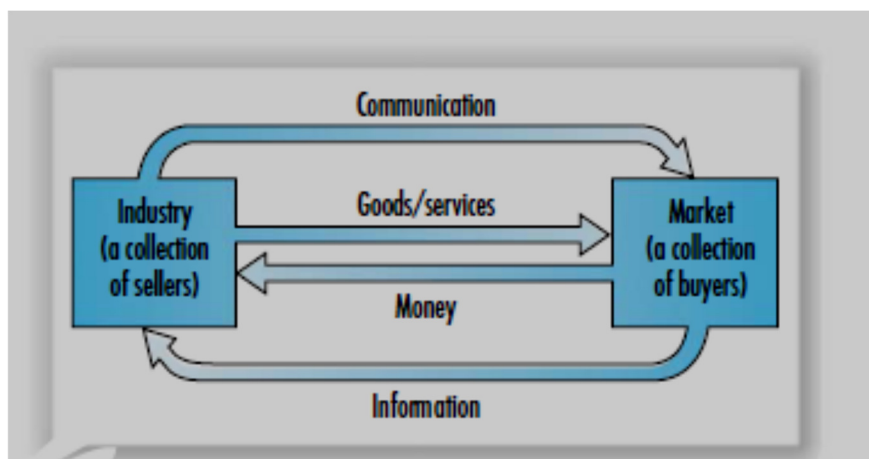 Communication
Industry
(a collection
of sellers)
Goods/services
Market
(a collection
of buyers)
Money
Information